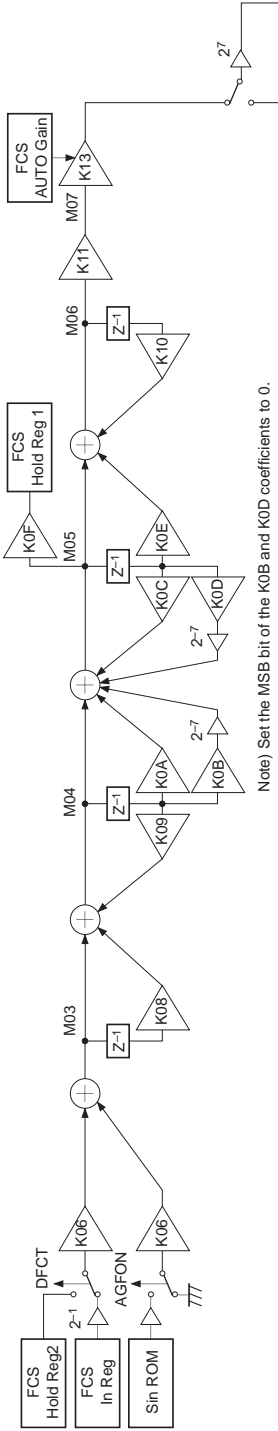 FCS
Hold Reg2
FCS
In Reg
Sin ROM
2–1
DFCT
AGFON
K06
K06
M03
Z–1
K08
M04
Z–1
K09
K0A
K0B
2–7
M05
Z–1
K0C
K0D
2–7
K0E
K0F
FCS
Hold Reg 1
M06
Z–1
K10
K11
M07
K13
FCS
AUTO Gain
27
Note) Set the MSB bit of the K0B and K0D coefficients to 0.